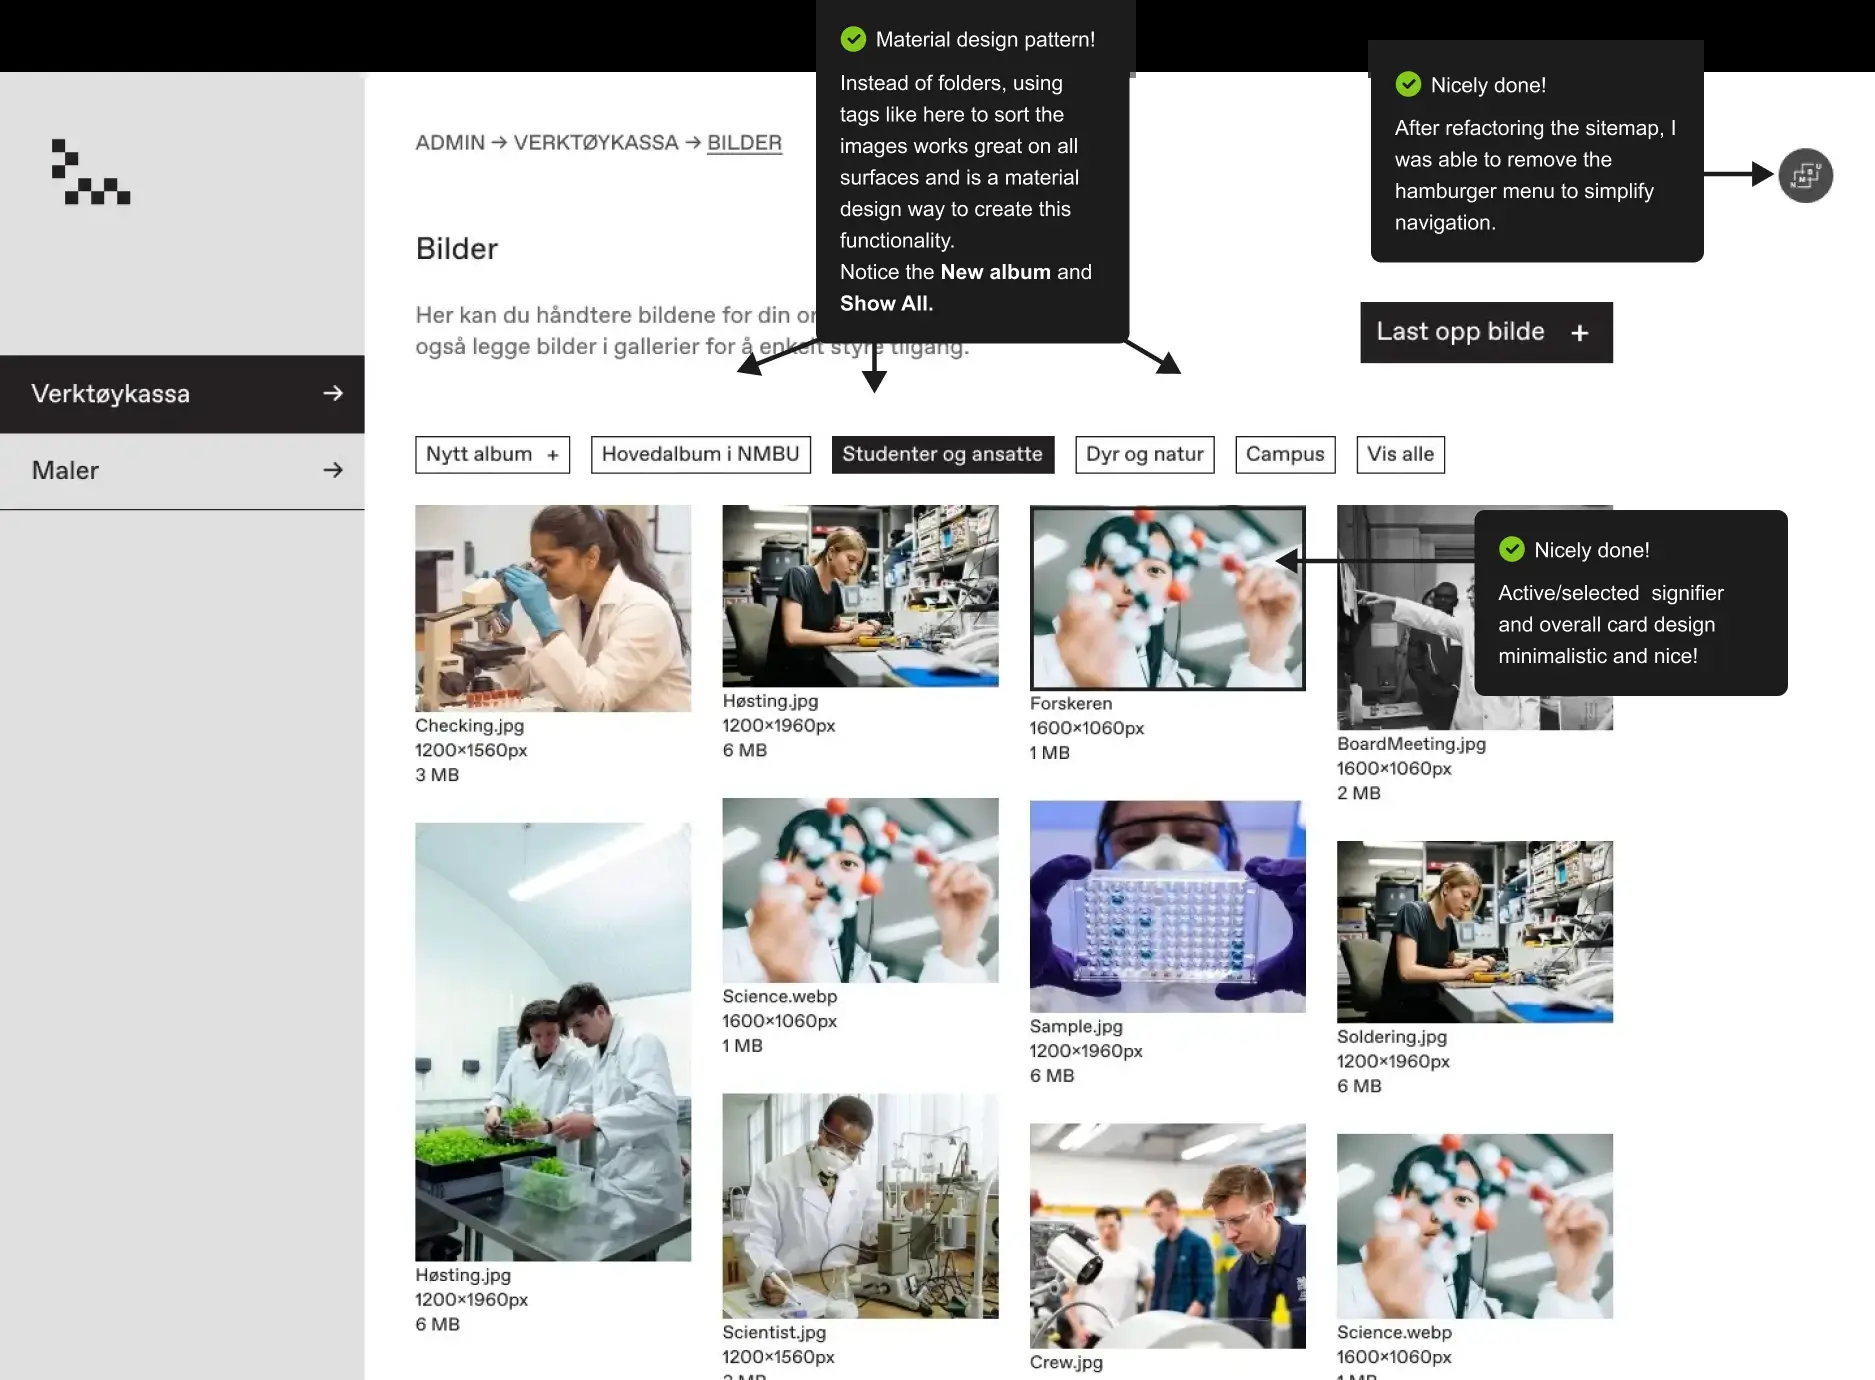 Material design pattern!
Instead of folders, using
tags like here to sort the
images works great on all
surfaces and is a material
design way to create this
functionality.
Notice the New album and
Show All.
Nicely done!
After refactoring the sitemap, I
was able to remove the
hamburger menu to simplify
navigation.
NMBU
ADMIN → VERKTØYKASSA → BILDER
Bilder
Her kan du håndtere bildene for din
også legge bilder i gallerier for å enkelt styre tilgang.
Last opp bilde +
Verktøykassa →
Maler →
Nytt album +
Hovedalbum i NMBU
Studenter og ansatte
Dyr og natur
Campus
Vis alle
Nicely done!
Active/selected signifier
and overall card design
minimalistic and nice!
Checking.jpg
1200×1560px
3 MB
Høsting.jpg
1200×1960px
6 MB
Forskeren
1600×1060px
1 MB
BoardMeeting.jpg
1600×1060px
2 MB
Høsting.jpg
1200×1960px
6 MB
Science.webp
1600×1060px
1 MB
Sample.jpg
1200×1960px
6 MB
Soldering.jpg
1200×1960px
6 MB
Scientist.jpg
1200×1560px
Crew.jpg
Science.webp
1600×1060px